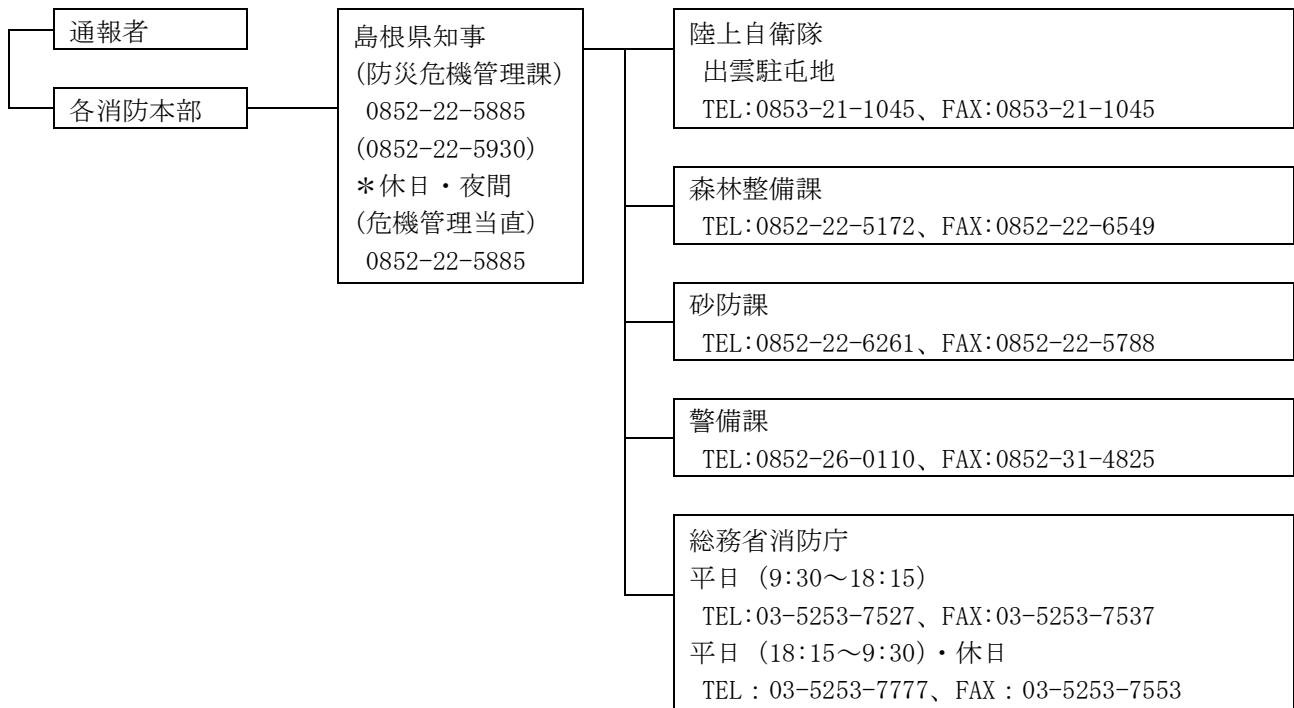 通報者
各消防本部
島根県知事
(防災危機管理課)
0852-22-5885
(0852-22-5930)
＊休日・夜間
(危機管理当直)
0852-22-5885
陸上自衛隊
出雲駐屯地
TEL:0853-21-1045、FAX:0853-21-1045
森林整備課
TEL:0852-22-5172、FAX:0852-22-6549
砂防課
TEL:0852-22-6261、FAX:0852-22-5788
警備課
TEL:0852-26-0110、FAX:0852-31-4825
総務省消防庁
平日 (9:30～18:15)
TEL:03-5253-7527、FAX:03-5253-7537
平日 (18:15～9:30)・休日
TEL：03-5253-7777、FAX：03-5253-7553